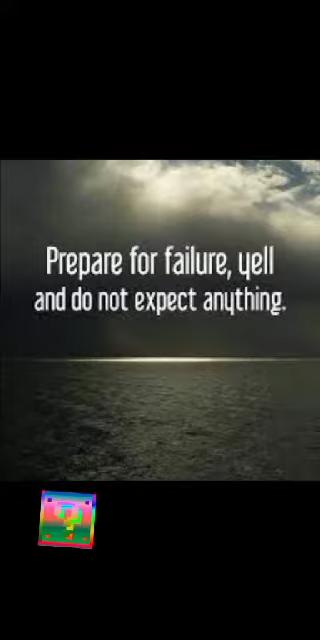 Prepare for failure, yell
and do not expect anything.
?